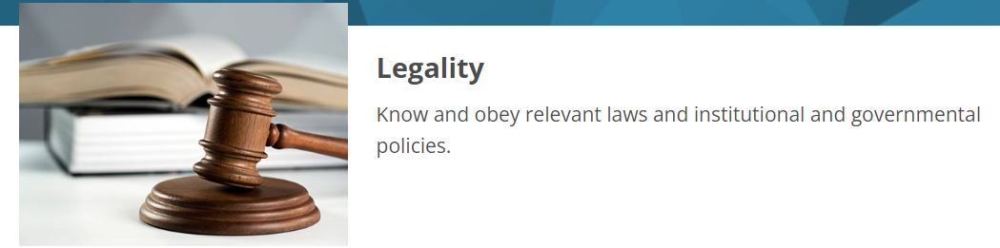 Legality
Know and obey relevant laws and institutional and governmental
policies.